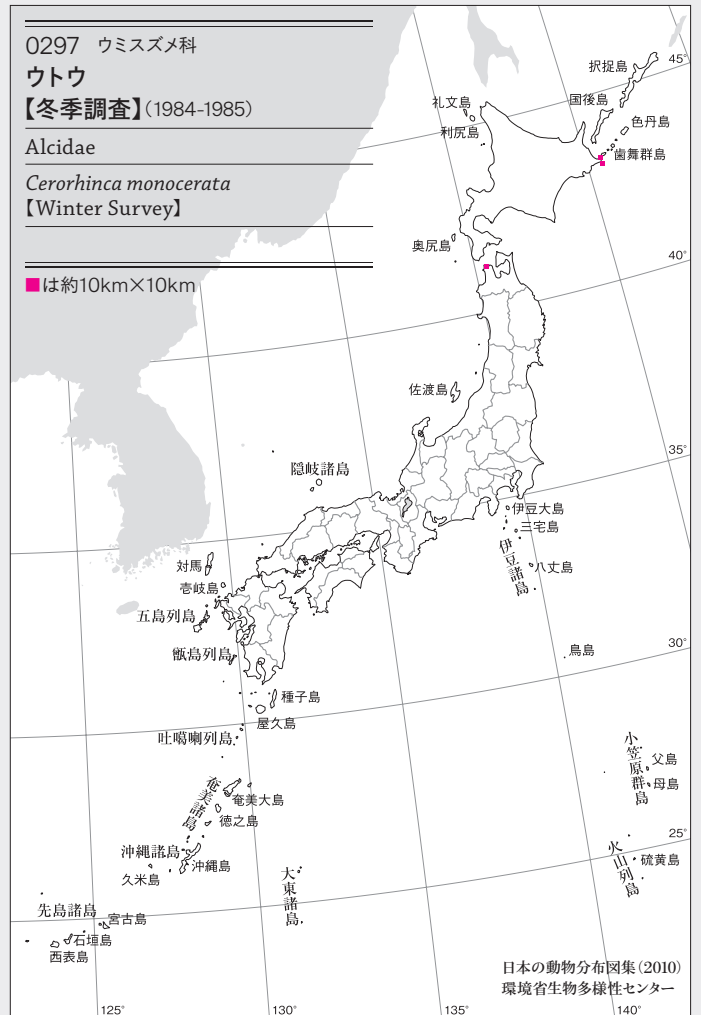 0297 ウミスズメ科
ウトウ
【冬季調査】(1984-1985)
Alcidae
Cerorhinca monocerata
【Winter Survey】
■は約10km×10km
択捉島
45°
礼文島
国後島
利尻島
色丹島
歯舞群島
奥尻島
40°
佐渡島
35°
隠岐諸島
伊豆大島
三宅島
伊豆諸島
八丈島
対馬
壱岐島
五島列島
甑島列島
鳥島
30°
種子島
屋久島
吐噶喇列島
小笠原群島
父島
母島
奄美諸島
奄美大島
徳之島
25°
沖縄諸島
沖縄島
久米島
火山列島
硫黄島
大東諸島
先島諸島
宮古島
石垣島
西表島
日本の動物分布図集(2010)
環境省生物多様性センター
125°
130°
135°
140°